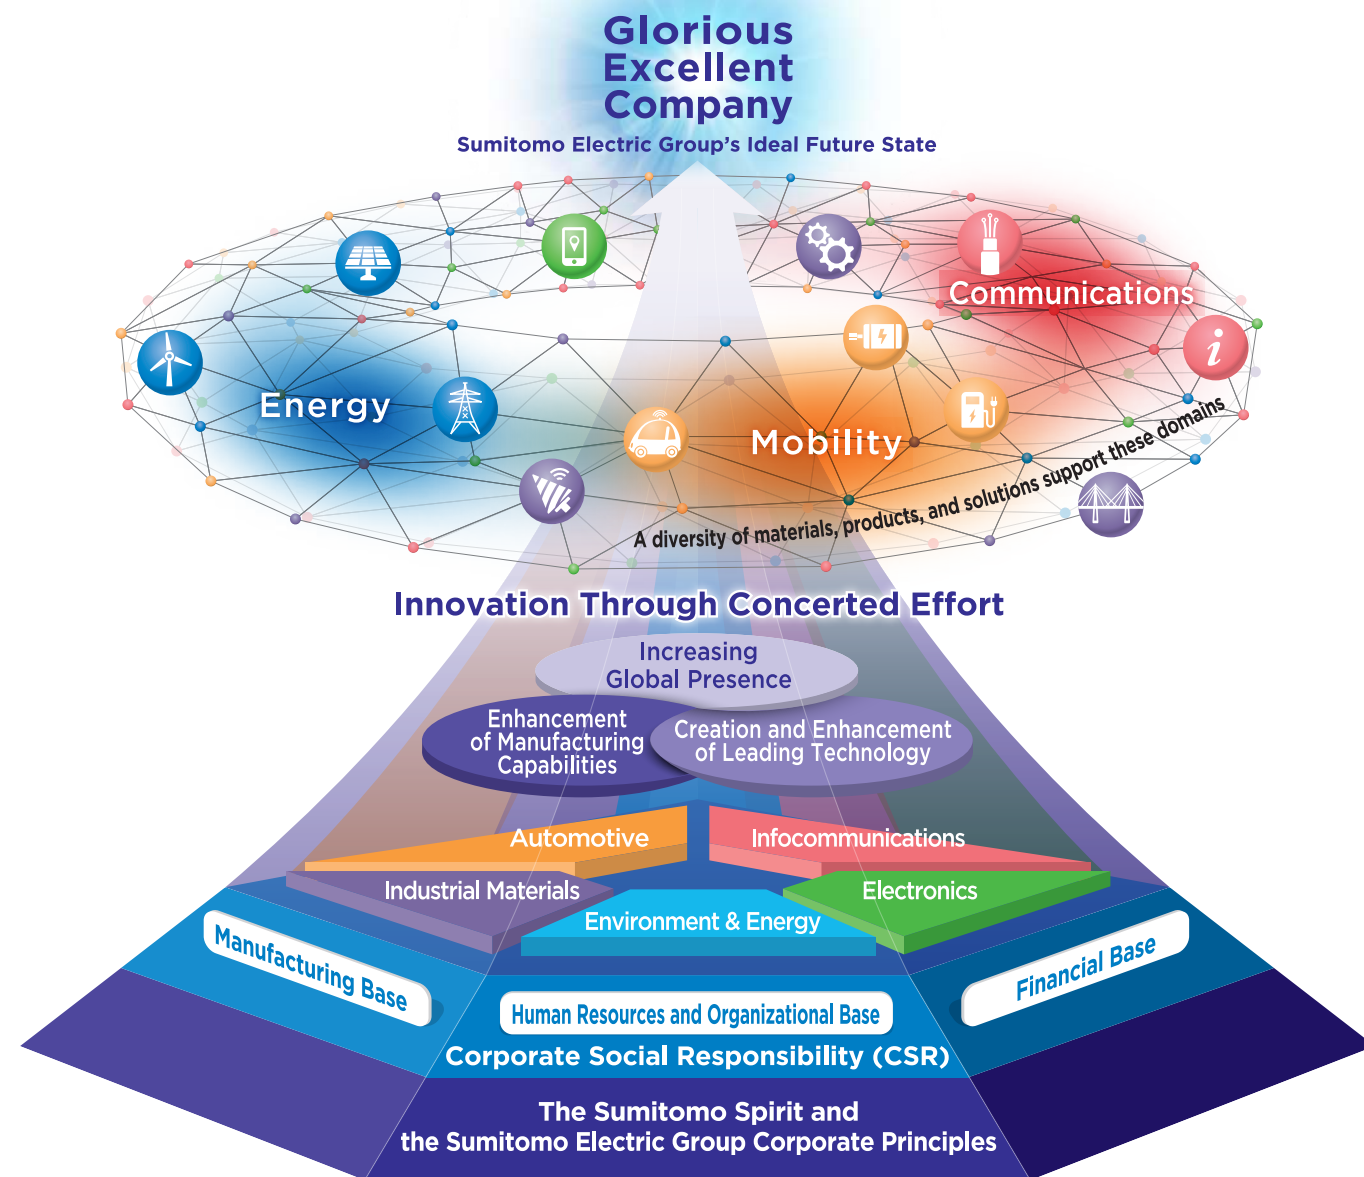 Glorious
Excellent
Company
Sumitomo Electric Group's Ideal Future State
Communications
i
Energy
Mobility
A diversity of materials, products, and solutions support these domains
Innovation Through Concerted Effort
Increasing
Global Presence
Enhancement
of Manufacturing
Capabilities
Creation and Enhancement
of Leading Technology
Automotive
Infocommunications
Industrial Materials
Electronics
Environment & Energy
Manufacturing Base
Financial Base
Human Resources and Organizational Base
Corporate Social Responsibility (CSR)
The Sumitomo Spirit and
the Sumitomo Electric Group Corporate Principles